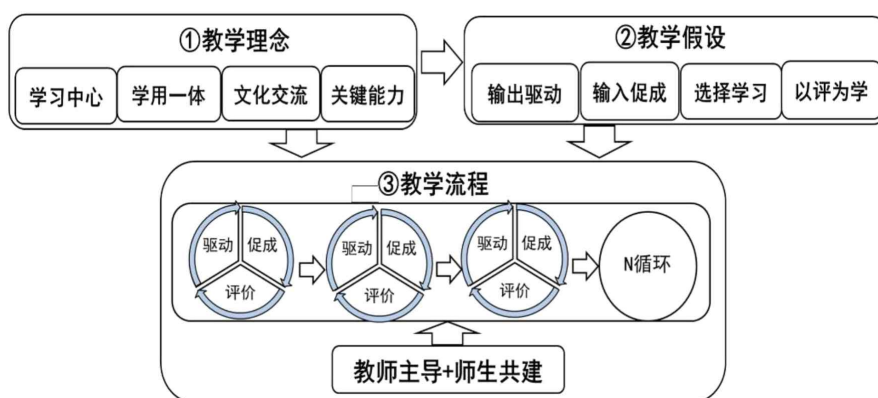 ①教学理念
学习中心 学用一体 文化交流 关键能力
②教学假设
输出驱动 输入促成 选择学习 以评为学
③教学流程
驱动 促成
评价
驱动 促成
评价
驱动 促成
评价
N循环
教师主导+师生共建